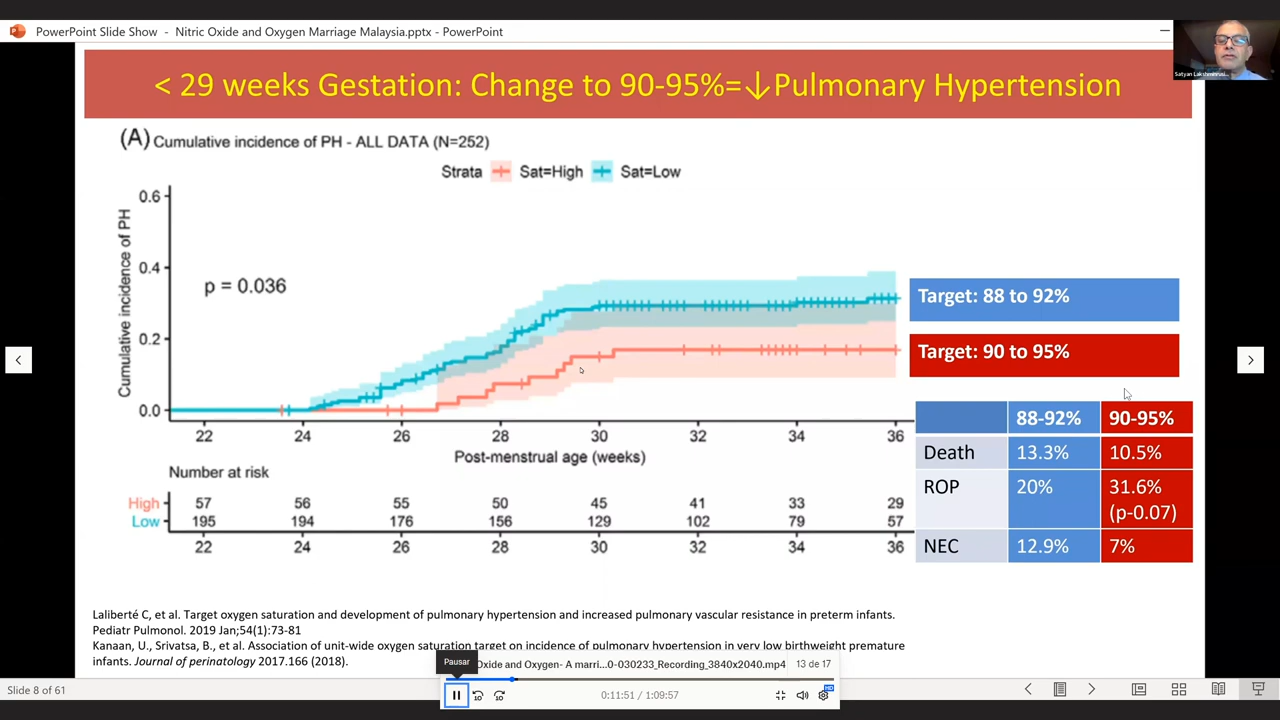 PowerPoint Slide Show - Nitric Oxide and Oxygen Marriage Malaysia.pptx - PowerPoint
< 29 weeks Gestation: Change to 90-95%=↓Pulmonary Hypertension
(A) Cumulative incidence of PH - ALL DATA (N=252)
Strata Sat=High Sat=Low
Cumulative incidence of PH
0.6
0.4
0.2
0.0
p = 0.036
22 24 26 28 30 32 34 36
Post-menstrual age (weeks)
Number at risk
High 57 56 55 50 45 41 33 29
Low 195 194 176 156 129 102 79 57
22 24 26 28 30 32 34 36
Target: 88 to 92%
Target: 90 to 95%
88-92% 90-95%
Death 13.3% 10.5%
ROP 20% 31.6%
(p-0.07)
NEC 12.9% 7%
Laliberté C, et al. Target oxygen saturation and development of pulmonary hypertension and increased pulmonary vascular resistance in preterm infants.
Pediatr Pulmonol. 2019 Jan;54(1):73-81
Kanaan, U., Srivatsa, B., et al. Association of unit-wide oxygen saturation target on incidence of pulmonary hypertension in very low birthweight premature
infants. Journal of perinatology 2017.166 (2018).
Pausar
Oxide and Oxygen- A marri...0-030233_Recording_3840x2040.mp4 13 de 17
0:11:51 / 1:09:57
10 10
HD
Slide 8 of 61